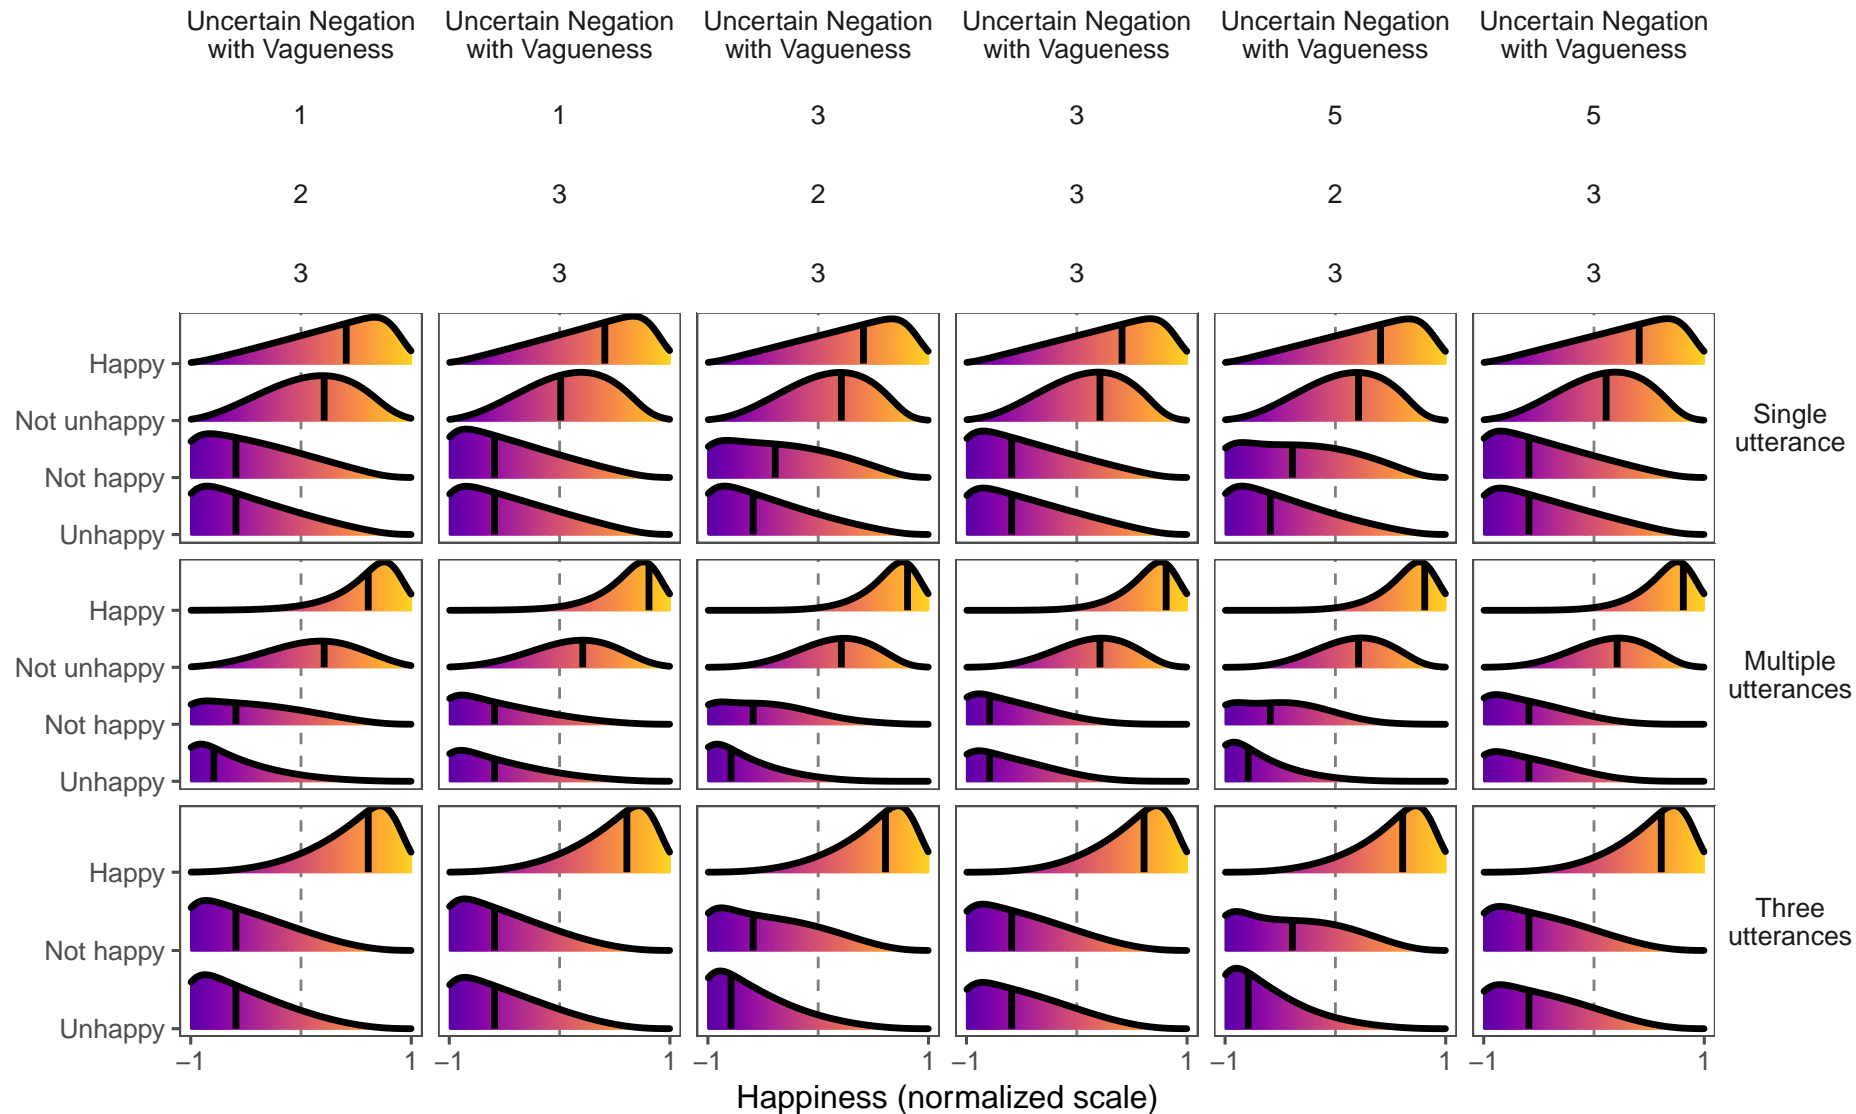 Uncertain Negation Uncertain Negation Uncertain Negation Uncertain Negation Uncertain Negation Uncertain Negation
with Vagueness with Vagueness with Vagueness with Vagueness with Vagueness with Vagueness
1 1 3 3 5 5
2 3 2 3 2 3
3 3 3 3 3 3
Happy
Not unhappy
Not happy
Unhappy
Single
utterance
Happy
Not unhappy
Not happy
Unhappy
Multiple
utterances
Happy
Not happy
Unhappy
Three
utterances
−1 1 −1 1 −1 1 −1 1 −1 1 −1 1
Happiness (normalized scale)